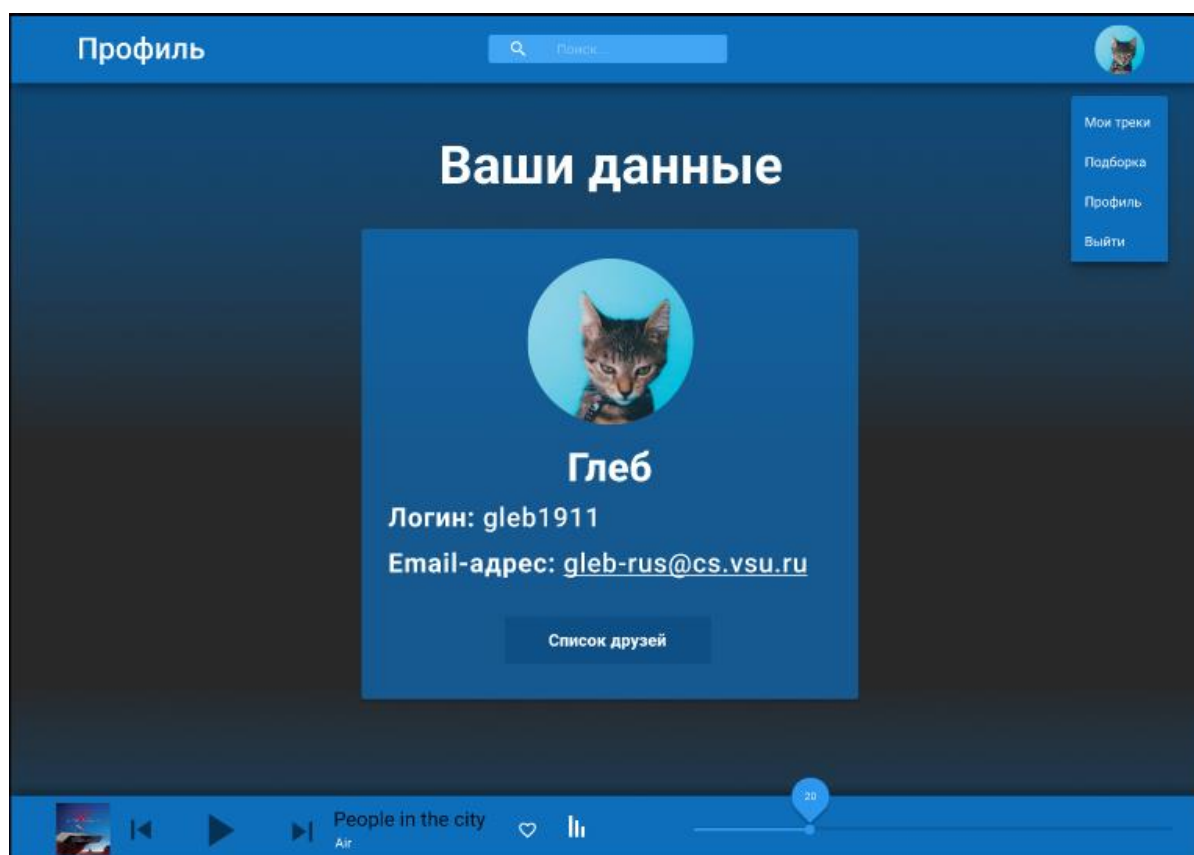 Профиль
Поиск...
Мои треки
Подборка
Профиль
Выйти
Ваши данные
Глеб
Логин: gleb1911
Email-адрес: gleb-rus@cs.vsu.ru
Список друзей
20
People in the city
Air